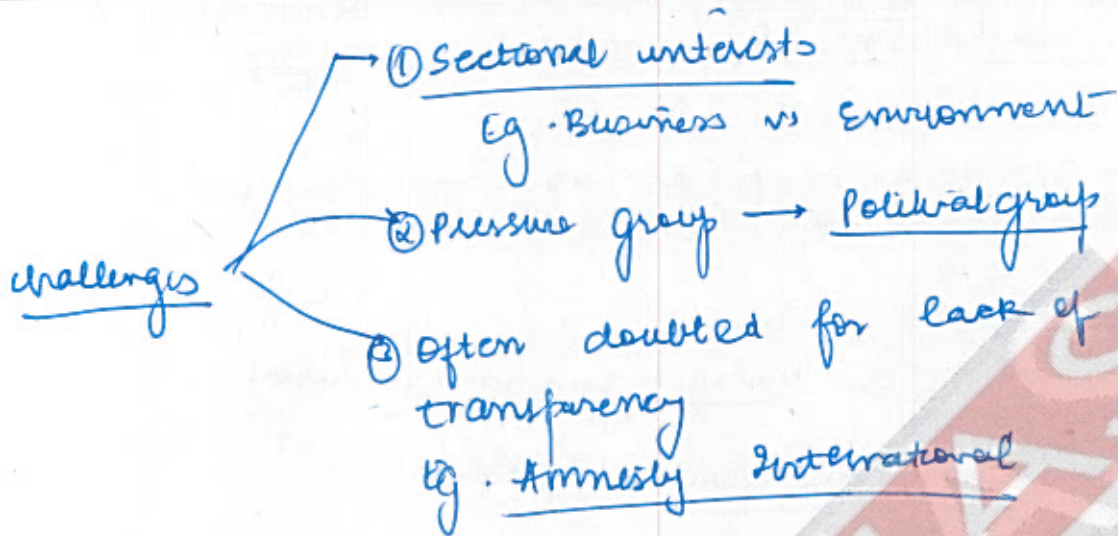 ① Sectional interests
Eg. Business vs Environment
② Pressure group → Political group
challenges
③ Often doubted for lack of
transparency
Eg. Amnesty International